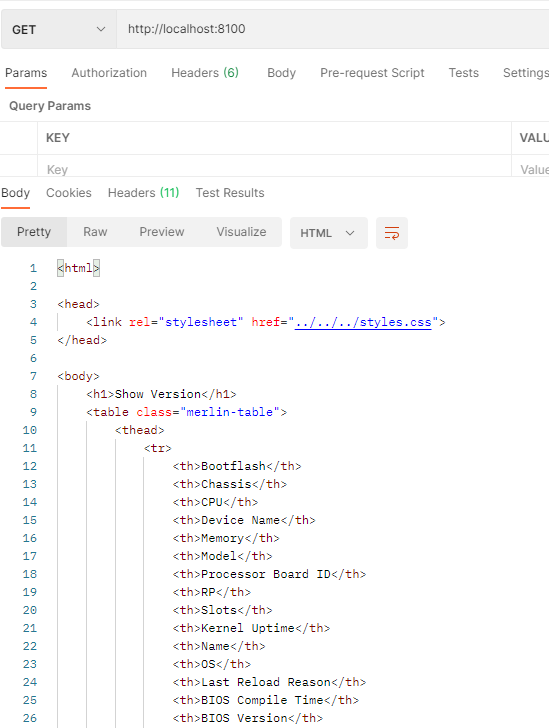 GET http://localhost:8100
Params Authorization Headers (6) Body Pre-request Script Tests Settings
Query Params
KEY VALU
Key Value
Body Cookies Headers (11) Test Results
Pretty Raw Preview Visualize HTML
1 <html>
2
3 <head>
4 <link rel="stylesheet" href="../../../styles.css">
5 </head>
6
7 <body>
8 <h1>Show Version</h1>
9 <table class="merlin-table">
10 <thead>
11 <tr>
12 <th>Bootflash</th>
13 <th>Chassis</th>
14 <th>CPU</th>
15 <th>Device Name</th>
16 <th>Memory</th>
17 <th>Model</th>
18 <th>Processor Board ID</th>
19 <th>RP</th>
20 <th>Slots</th>
21 <th>Kernel Uptime</th>
22 <th>Name</th>
23 <th>OS</th>
24 <th>Last Reload Reason</th>
25 <th>BIOS Compile Time</th>
26 <th>BIOS Version</th>